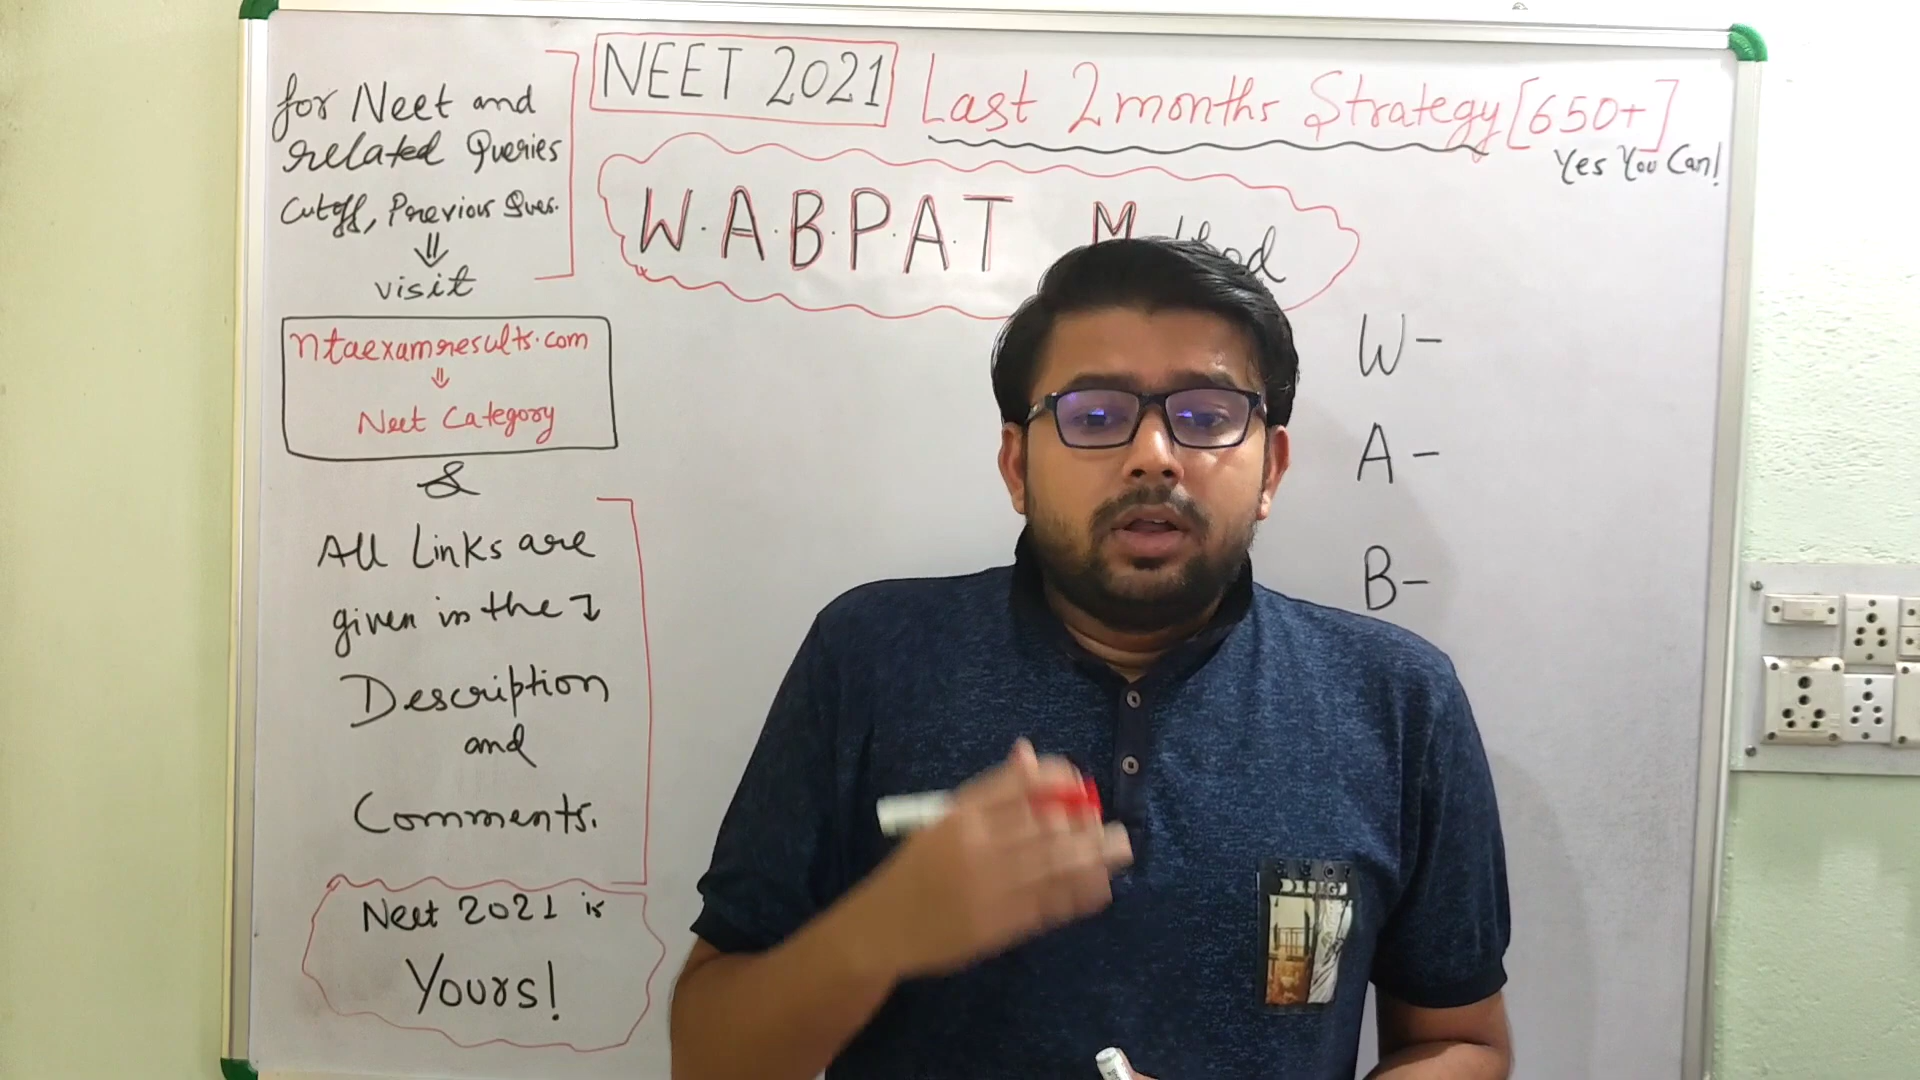 for Neet and
related Queries
Cutoff, Previous Ques.
⇓
visit
ntaexamresults.com
⇓
Neet Category
&
All Links are
given in the ↴
Description
and
Comments.
Neet 2021 is
Yours!
NEET 2021
Last 2 months Strategy [650+]
Yes You Can!
W.A.B.P.A.T Method
W-
A-
B-
DESIGN